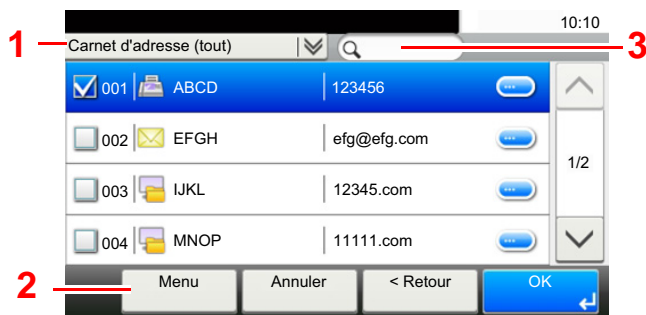 10:10
1 Carnet d'adresse (tout) 3
001 ABCD 123456
002 EFGH efg@efg.com
1/2
003 IJKL 12345.com
004 MNOP 11111.com
2 Menu Annuler < Retour OK